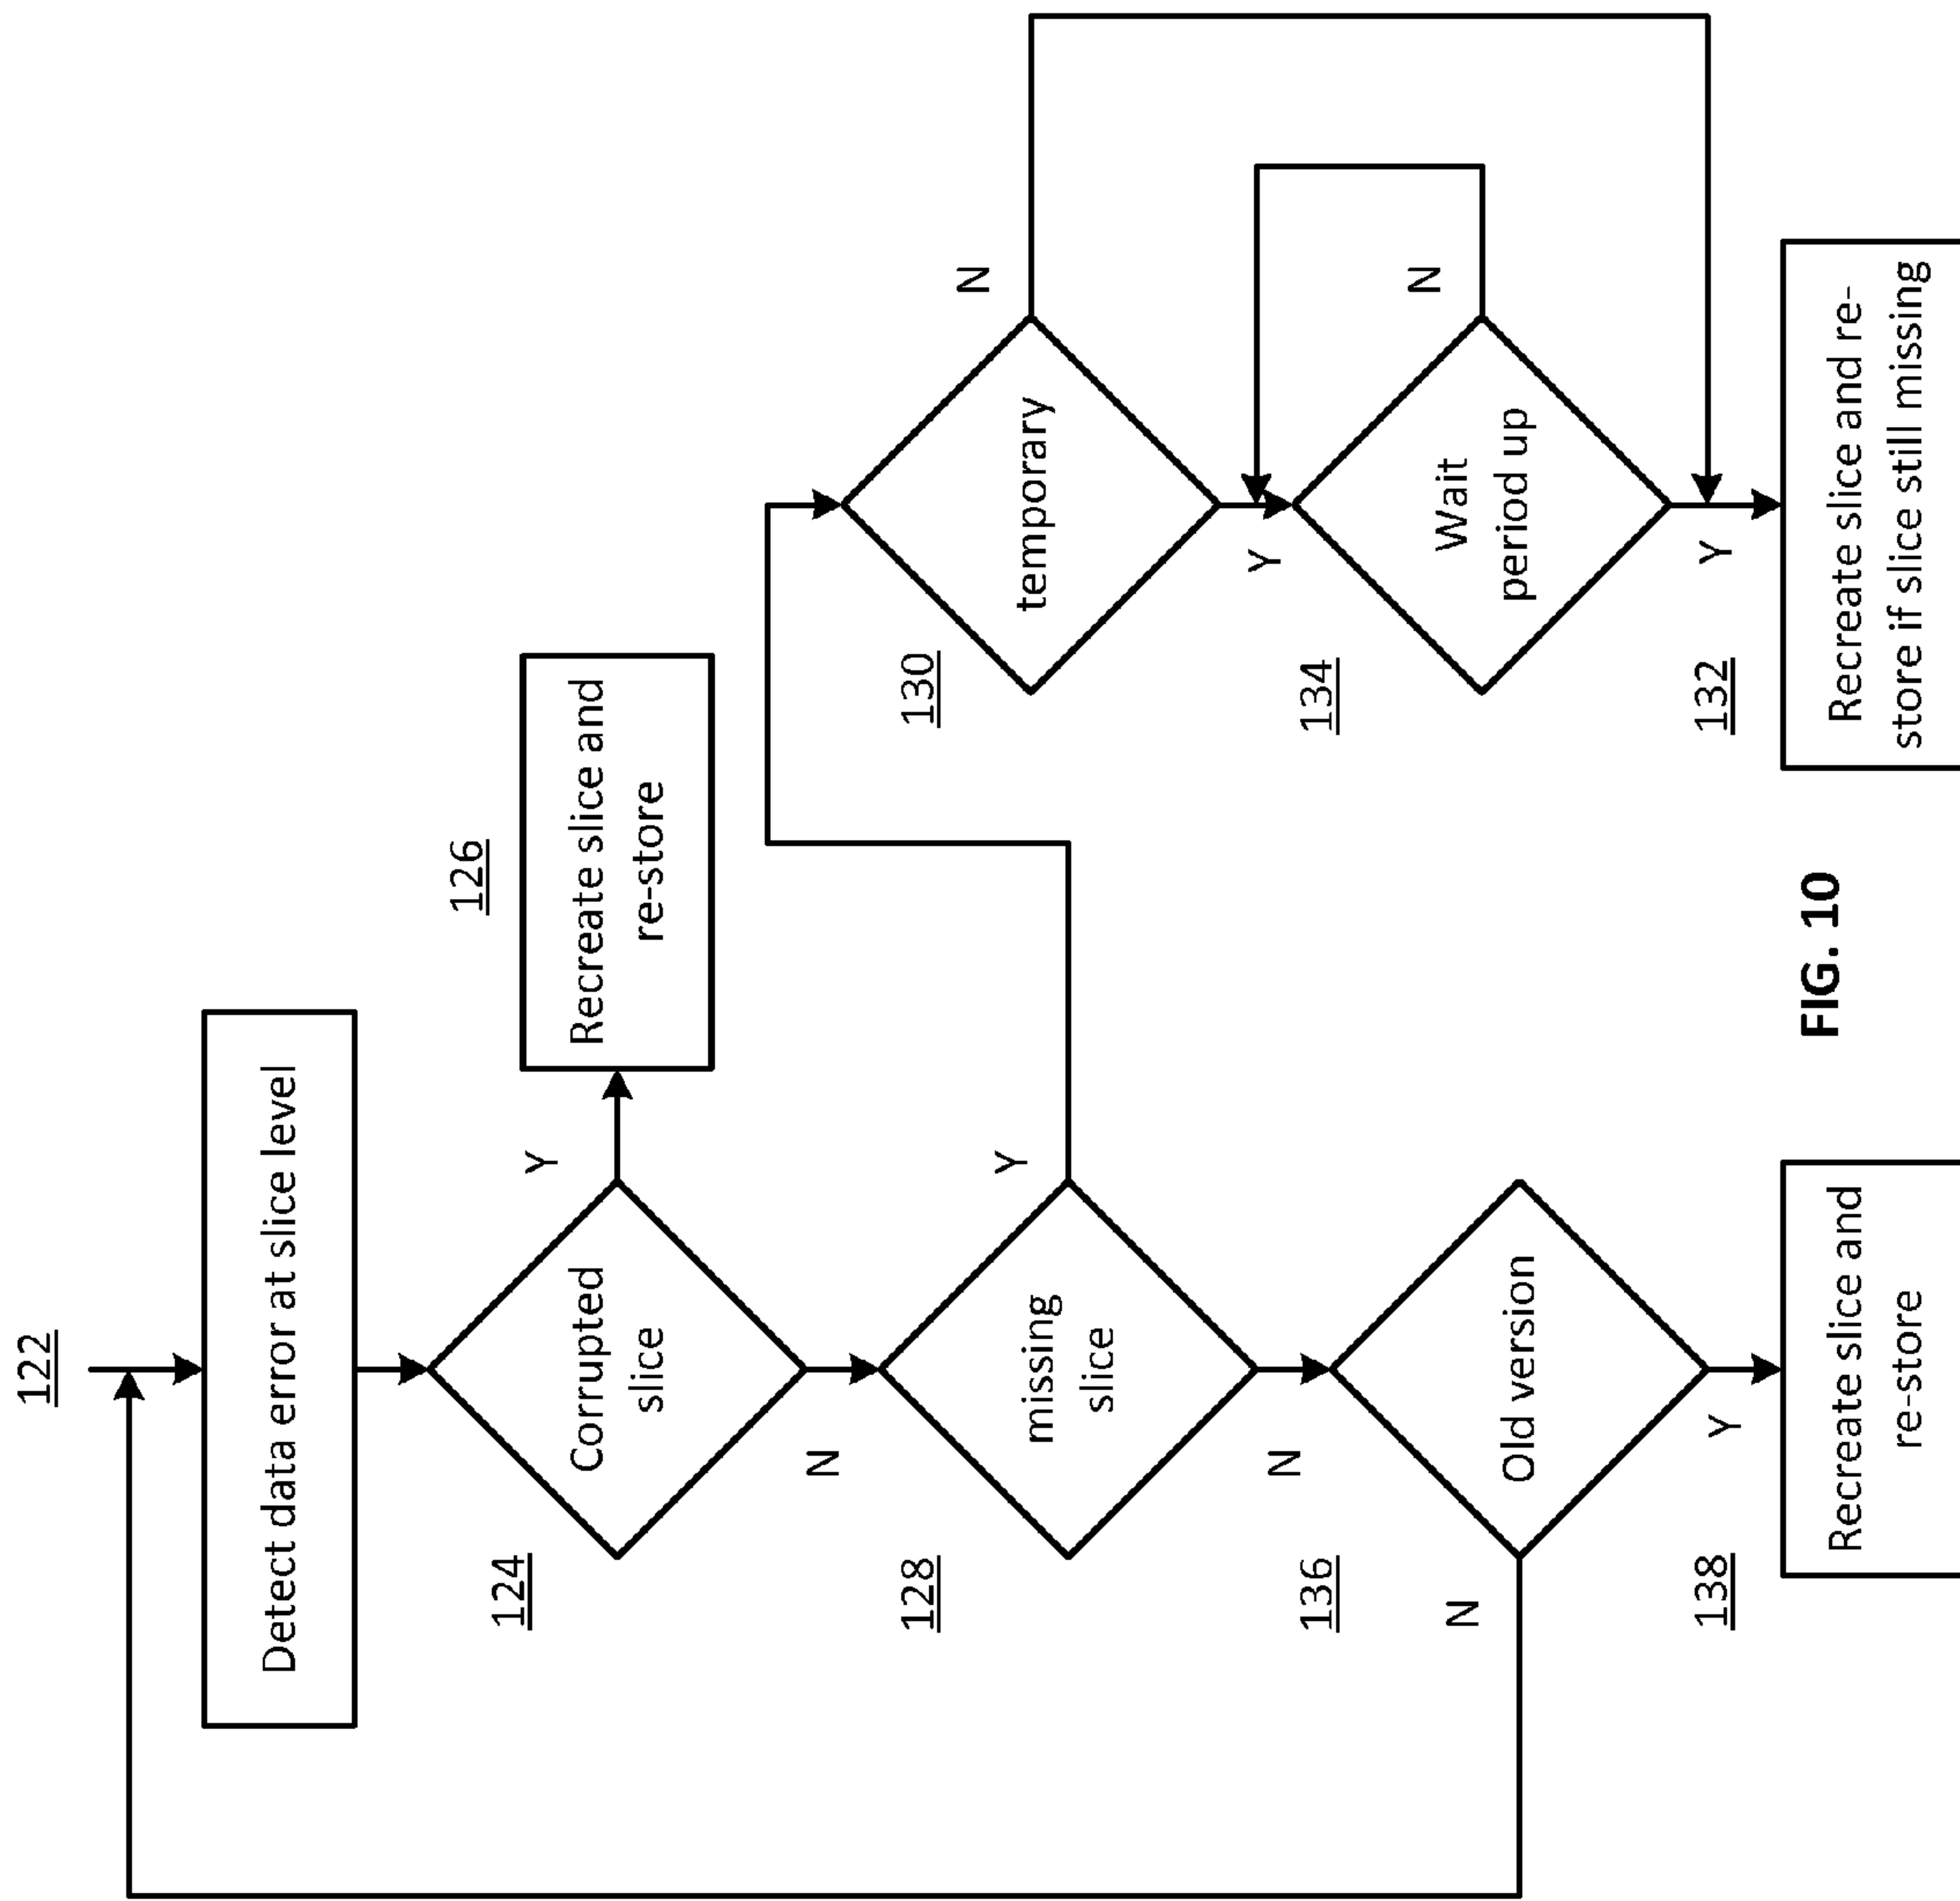 122
Detect data error at slice level
124
Corrupted
slice
Y
N
126
Recreate slice and
re-store
128
missing
slice
Y
N
130
temporary
N
Y
134
Wait
period up
N
Y
132
Recreate slice and re-
store if slice still missing
136
Old version
N
Y
138
Recreate slice and
re-store
FIG. 10